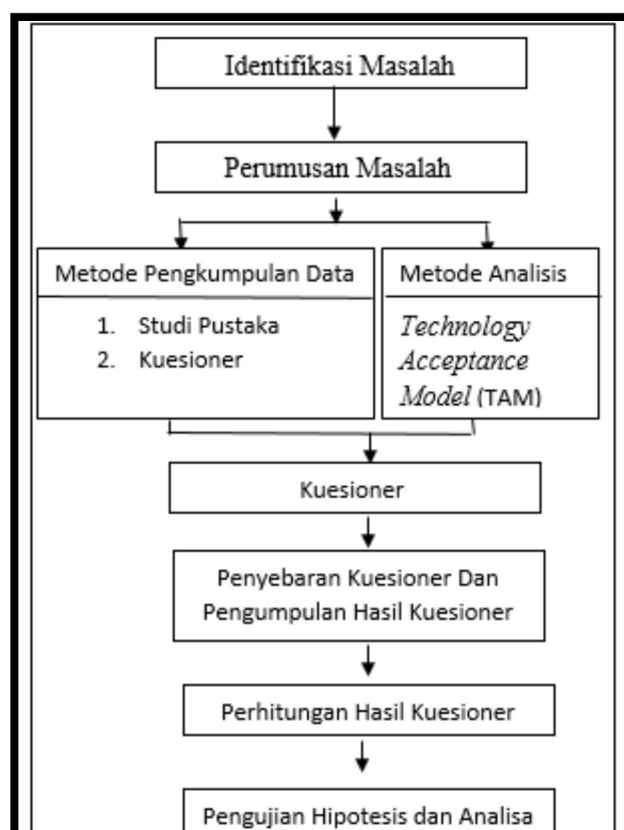 Identifikasi Masalah
Perumusan Masalah
Metode Pengkumpulan Data
1. Studi Pustaka
2. Kuesioner
Metode Analisis
Technology
Acceptance
Model (TAM)
Kuesioner
Penyebaran Kuesioner Dan
Pengumpulan Hasil Kuesioner
Perhitungan Hasil Kuesioner
Pengujian Hipotesis dan Analisa